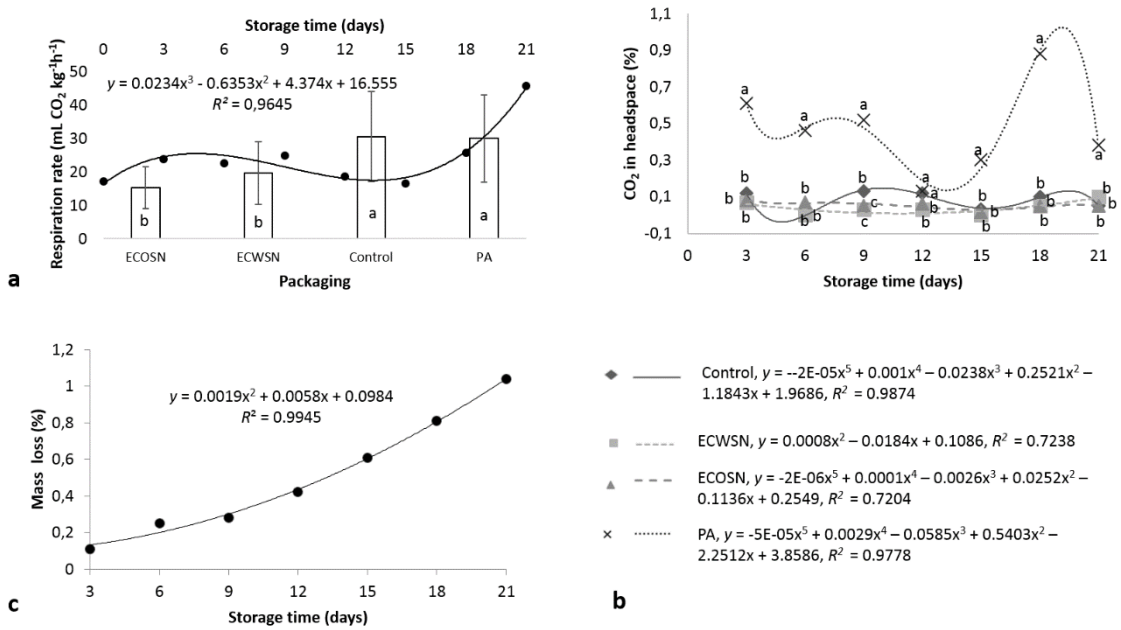 Storage time (days)
0 3 6 9 12 15 18 21
Respiration rate (mL CO₂ kg⁻¹h⁻¹)
50
40
30
20
10
0
y = 0.0234x³ - 0.6353x² + 4.374x + 16.555
R² = 0,9645
b b a a
ECOSN ECWSN Control PA
Packaging
a
CO₂ in headspace (%)
1,1
0,9
0,7
0,5
0,3
0,1
-0,1
a a a a a a a
b b b b b b
b b c a b b b
b b b b b b
b b c b b b b
0 3 6 9 12 15 18 21
Storage time (days)
Mass loss (%)
1,2
1
0,8
0,6
0,4
0,2
0
y = 0.0019x² + 0.0058x + 0.0984
R² = 0.9945
3 6 9 12 15 18 21
Storage time (days)
c
Control, y = --2E-05x⁵ + 0.001x⁴ – 0.0238x³ + 0.2521x² –
1.1843x + 1.9686, R² = 0.9874
ECWSN, y = 0.0008x² – 0.0184x + 0.1086, R² = 0.7238
ECOSN, y = -2E-06x⁵ + 0.0001x⁴ – 0.0026x³ + 0.0252x² –
0.1136x + 0.2549, R² = 0.7204
PA, y = -5E-05x⁵ + 0.0029x⁴ – 0.0585x³ + 0.5403x² –
2.2512x + 3.8586, R² = 0.9778
b